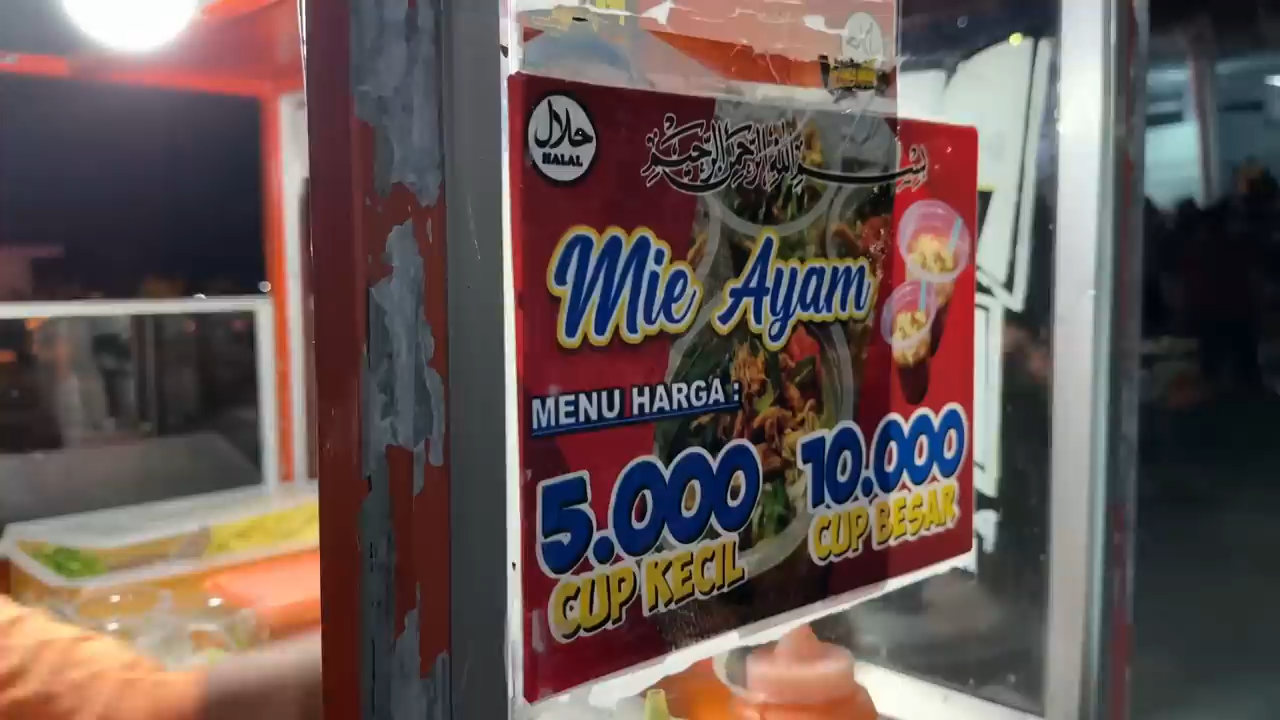 حلال
HALAL
بسم الله الرحمن الرحيم
Mie Ayam
MENU HARGA :
5.000
CUP KECIL
10.000
CUP BESAR